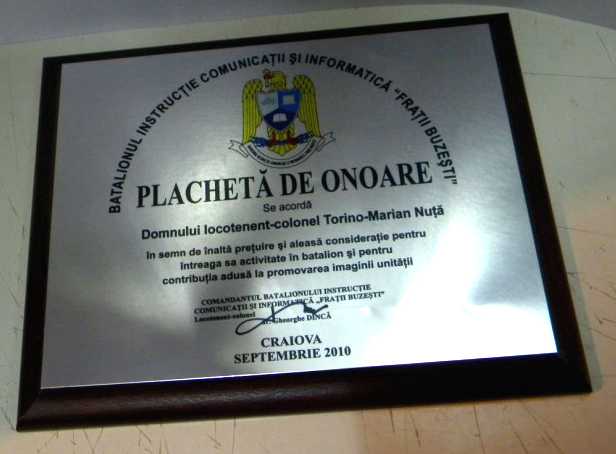 BATALIONUL INSTRUCȚIE COMUNICAȚII ȘI INFORMATICĂ "FRAȚII BUZEȘTI"
PLACHETĂ DE ONOARE
Se acordă
Domnului locotenent-colonel Torino-Marian Nuță
în semn de înaltă prețuire și aleasă considerație pentru
întreaga sa activitate în batalion și pentru
contribuția adusă la promovarea imaginii unității
COMANDANTUL BATALIONULUI INSTRUCȚIE
COMUNICAȚII ȘI INFORMATICĂ „FRAȚII BUZEȘTI"
Locotenent-colonel
Gheorghe DINCĂ
CRAIOVA
SEPTEMBRIE 2010